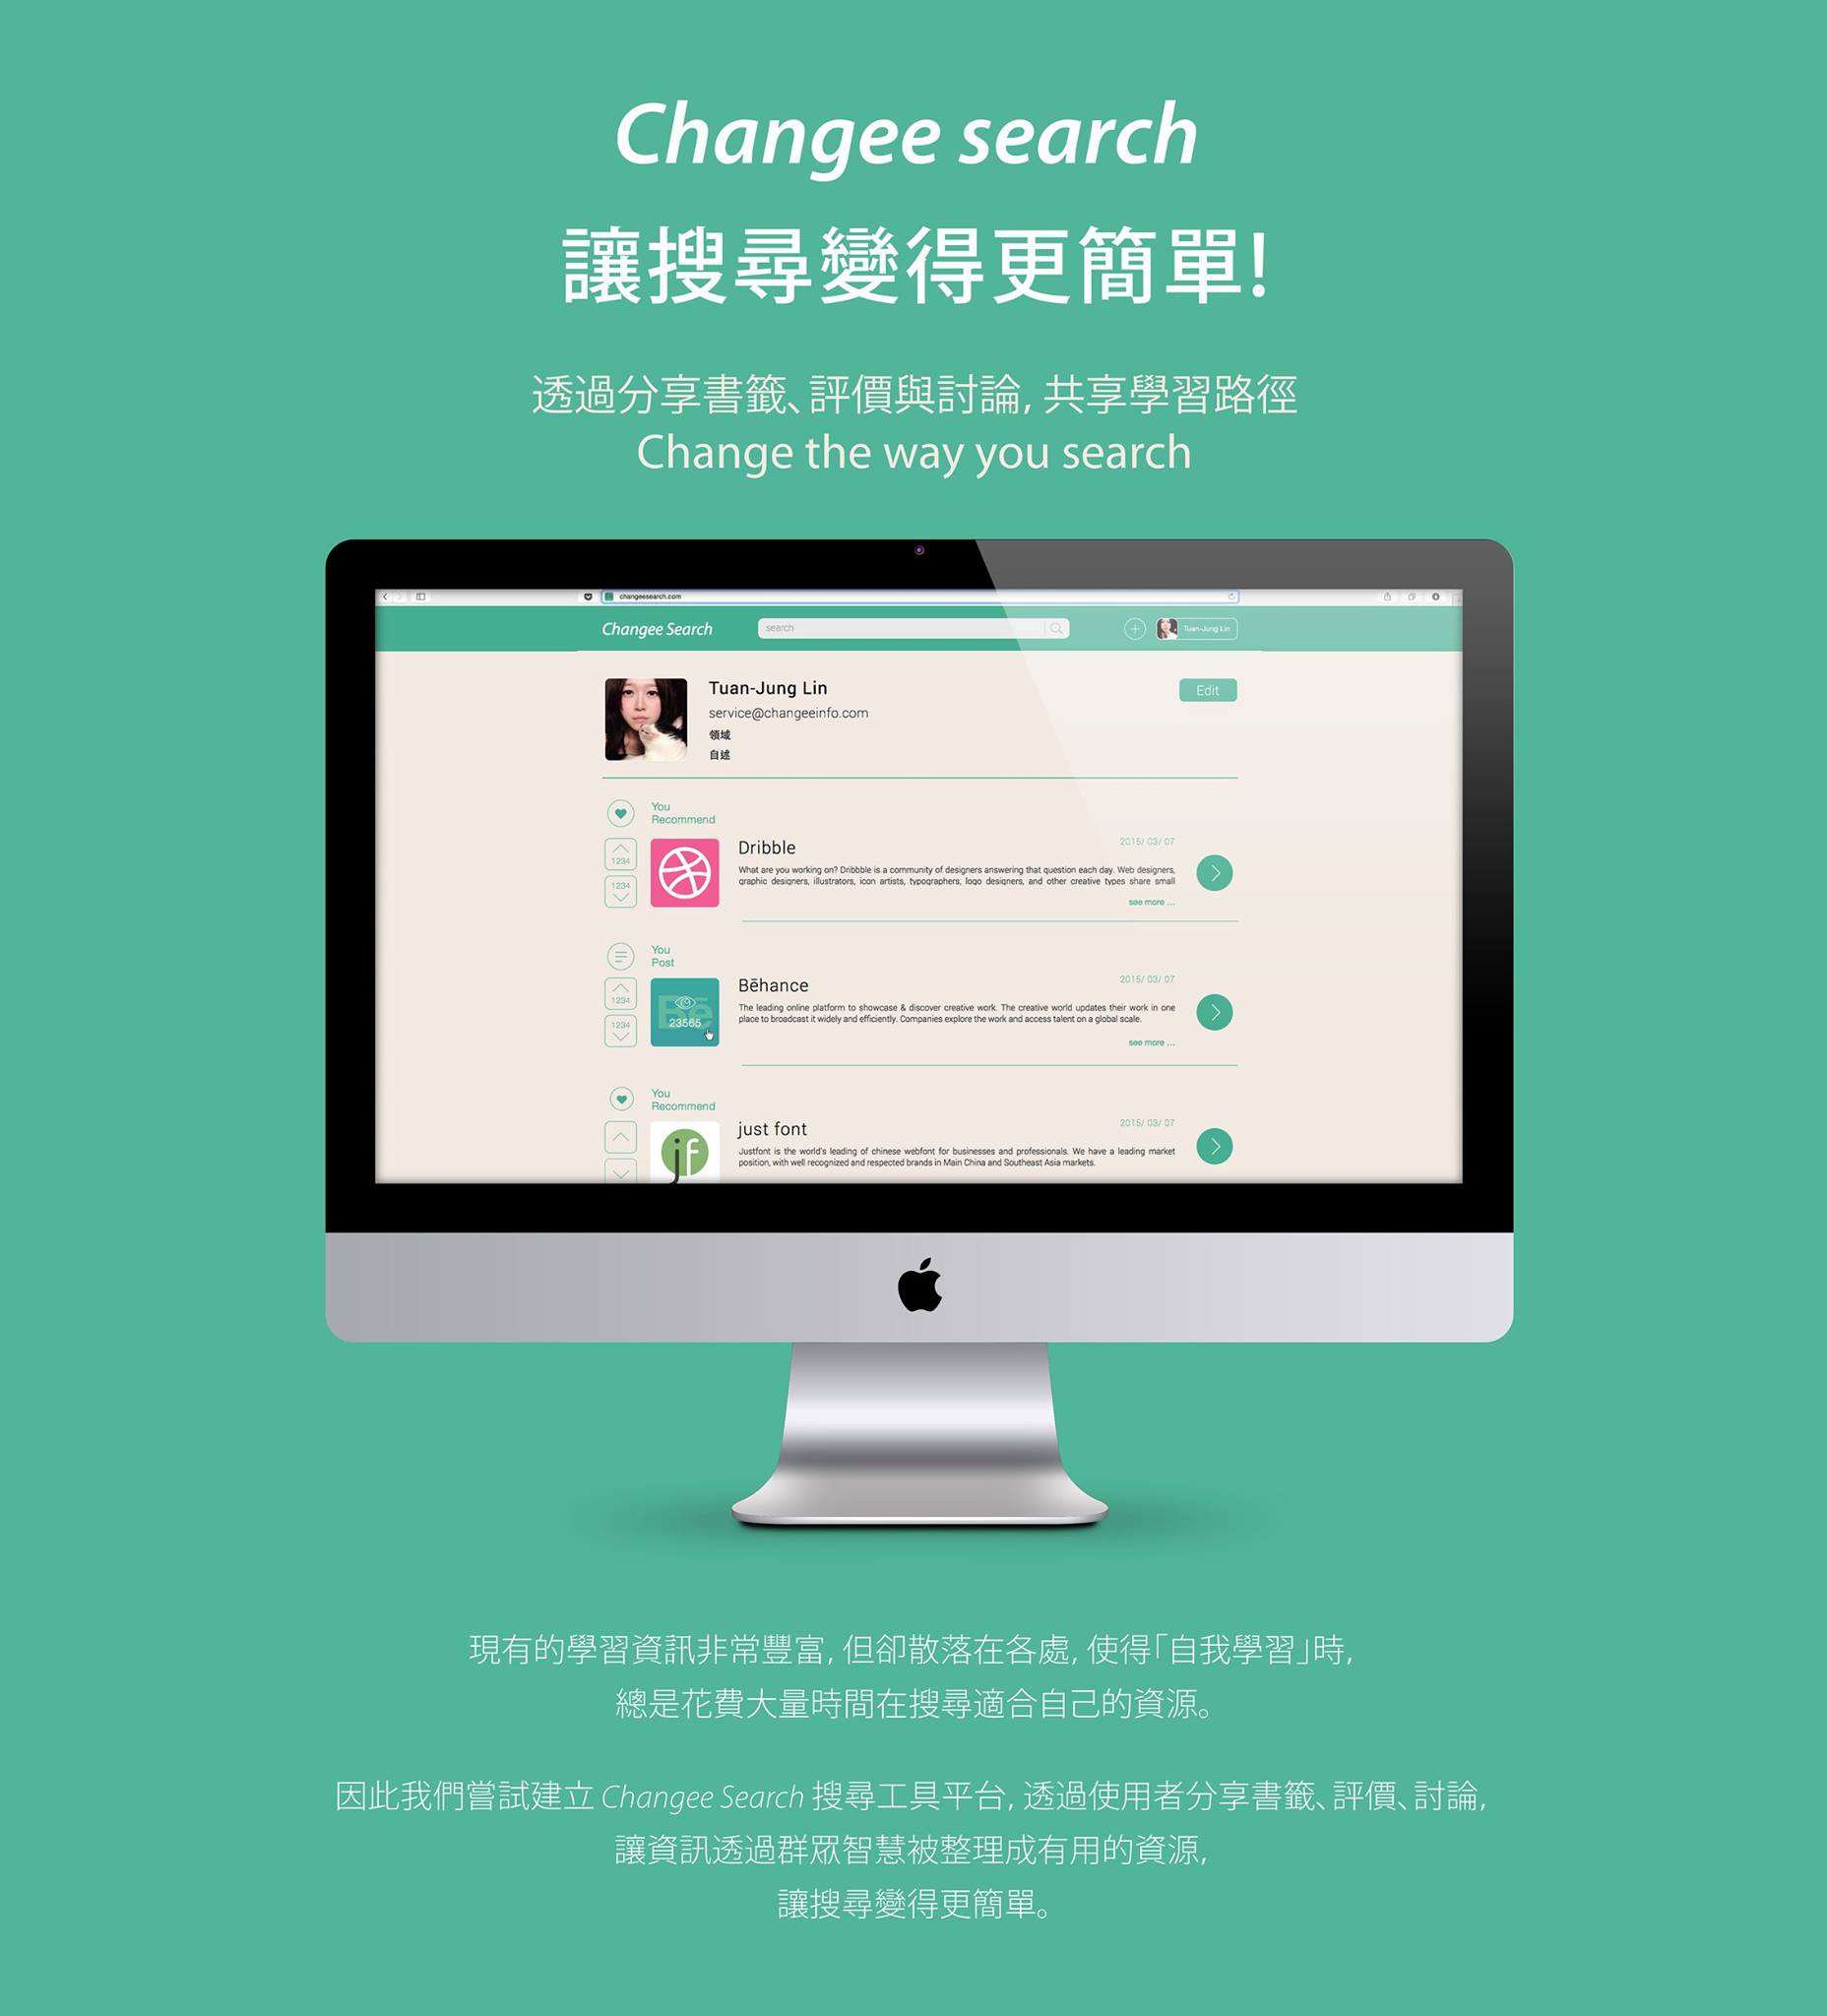 Changee search
讓搜尋變得更簡單!
透過分享書籤、評價與討論, 共享學習路徑
Change the way you search
changeesearch.com
Changee Search
search
Tuan-Jung Lin
Tuan-Jung Lin
Edit
service@changeeinfo.com
領域
自述
You
Recommend
1234
1234
Dribble
2015/ 03/ 07
What are you working on? Dribbble is a community of designers answering that question each day. Web designers,
graphic designers, illustrators, icon artists, typographers, logo designers, and other creative types share small
see more ...
You
Post
1234
1234
Bē
23565
Bēhance
2015/ 03/ 07
The leading online platform to showcase & discover creative work. The creative world updates their work in one
place to broadcast it widely and efficiently. Companies explore the work and access talent on a global scale.
see more ...
You
Recommend
jf
just font
2015/ 03/ 07
Justfont is the world's leading of chinese webfont for businesses and professionals. We have a leading market
position, with well recognized and respected brands in Main China and Southeast Asia markets.
現有的學習資訊非常豐富, 但卻散落在各處, 使得「自我學習」時,
總是花費大量時間在搜尋適合自己的資源。
因此我們嘗試建立 Changee Search 搜尋工具平台, 透過使用者分享書籤、評價、討論,
讓資訊透過群眾智慧被整理成有用的資源,
讓搜尋變得更簡單。